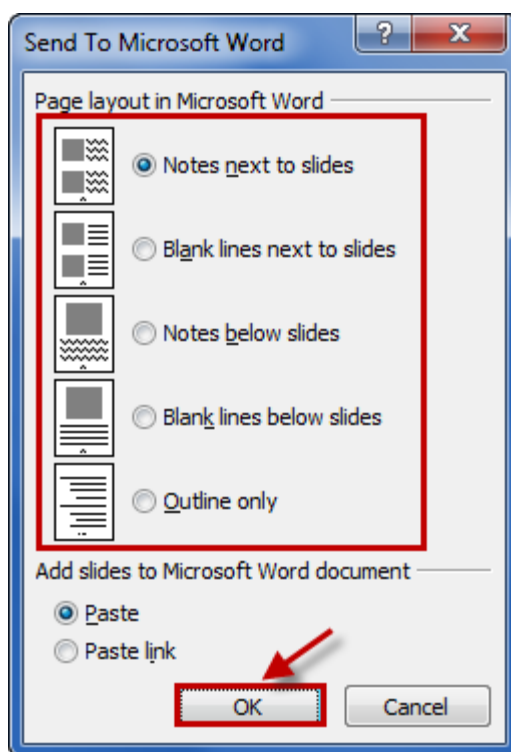 Send To Microsoft Word
?
X
Page layout in Microsoft Word
Notes next to slides
Blank lines next to slides
Notes below slides
Blank lines below slides
Outline only
Add slides to Microsoft Word document
Paste
Paste link
OK Cancel